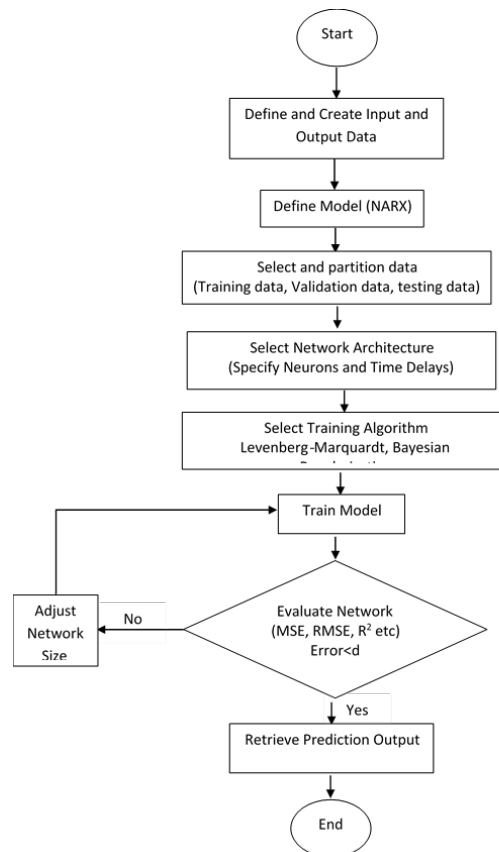 Start
Define and Create Input and
Output Data
Define Model (NARX)
Select and partition data
(Training data, Validation data, testing data)
Select Network Architecture
(Specify Neurons and Time Delays)
Select Training Algorithm
Levenberg-Marquardt, Bayesian
Train Model
Adjust
Network
Size
No
Evaluate Network
(MSE, RMSE, R² etc)
Error<d
Yes
Retrieve Prediction Output
End